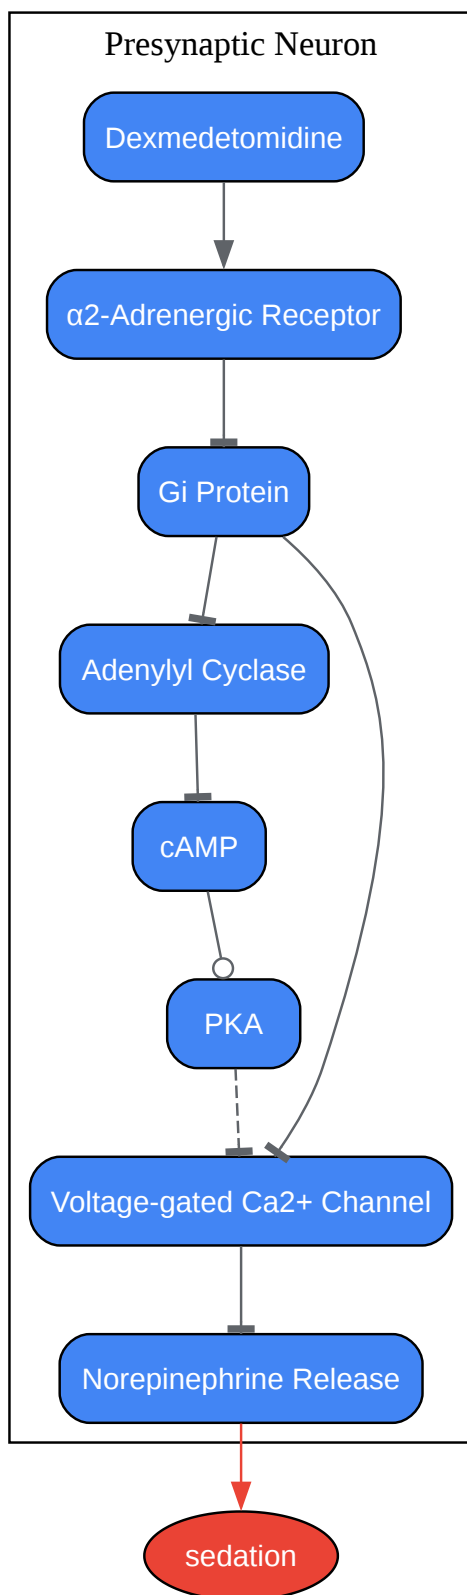 Presynaptic Neuron
Dexmedetomidine
α2-Adrenergic Receptor
Gi Protein
Adenylyl Cyclase
cAMP
PKA
Voltage-gated Ca2+ Channel
Norepinephrine Release
sedation